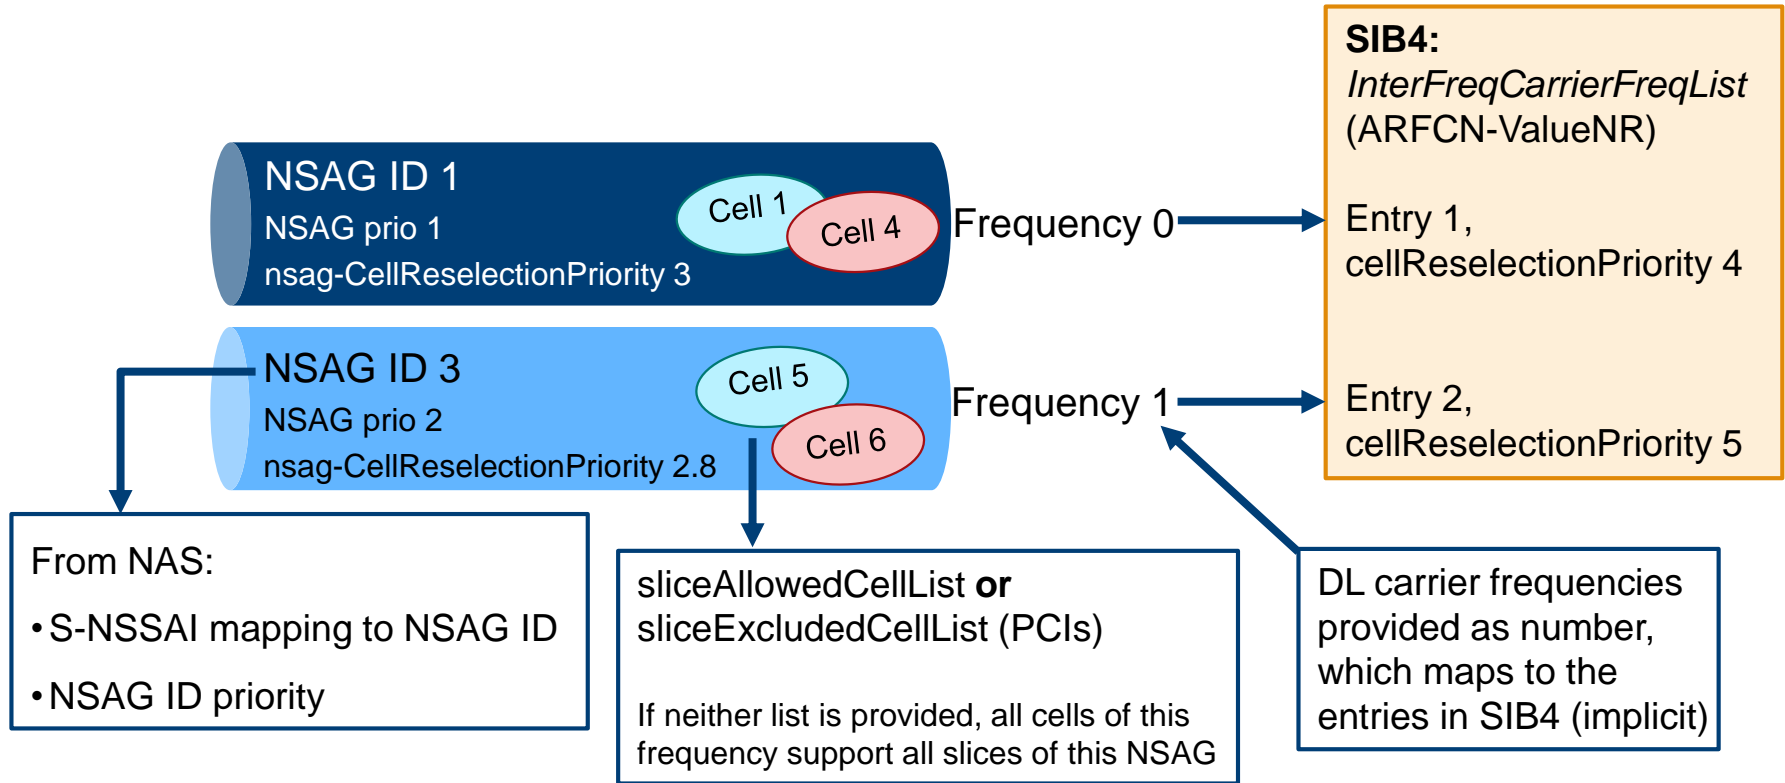 NSAG ID 1
NSAG prio 1
nsag-CellReselectionPriority 3
Cell 1
Cell 4
Frequency 0
NSAG ID 3
NSAG prio 2
nsag-CellReselectionPriority 2.8
Cell 5
Cell 6
Frequency 1
SIB4:
InterFreqCarrierFreqList
(ARFCN-ValueNR)
Entry 1,
cellReselectionPriority 4
Entry 2,
cellReselectionPriority 5
From NAS:
• S-NSSAI mapping to NSAG ID
• NSAG ID priority
sliceAllowedCellList or
sliceExcludedCellList (PCIs)
If neither list is provided, all cells of this
frequency support all slices of this NSAG
DL carrier frequencies
provided as number,
which maps to the
entries in SIB4 (implicit)